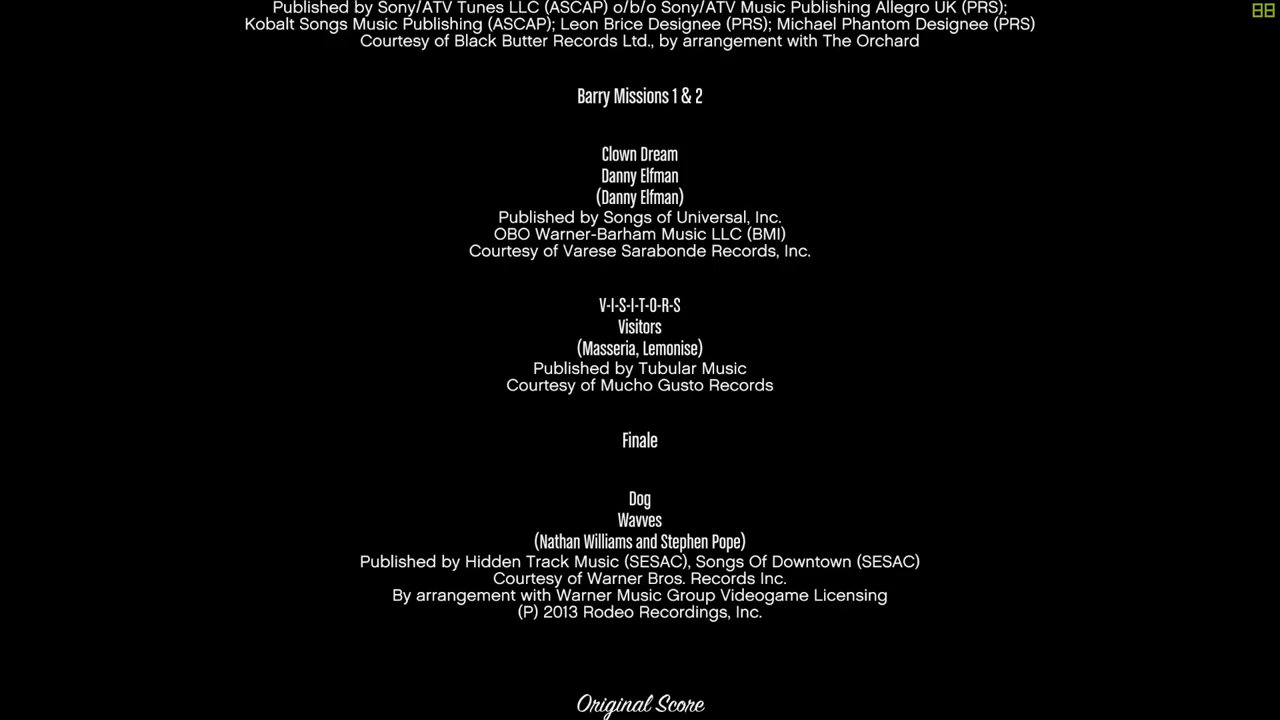 88
Published by Sony/ATV Tunes LLC (ASCAP) o/b/o Sony/ATV Music Publishing Allegro UK (PRS);
Kobalt Songs Music Publishing (ASCAP); Leon Brice Designee (PRS); Michael Phantom Designee (PRS)
Courtesy of Black Butter Records Ltd., by arrangement with The Orchard
Barry Missions 1 & 2
Clown Dream
Danny Elfman
(Danny Elfman)
Published by Songs of Universal, Inc.
OBO Warner-Barham Music LLC (BMI)
Courtesy of Varese Sarabonde Records, Inc.
V-I-S-I-T-O-R-S
Visitors
(Masseria, Lemonise)
Published by Tubular Music
Courtesy of Mucho Gusto Records
Finale
Dog
Wavves
(Nathan Williams and Stephen Pope)
Published by Hidden Track Music (SESAC), Songs Of Downtown (SESAC)
Courtesy of Warner Bros. Records Inc.
By arrangement with Warner Music Group Videogame Licensing
(P) 2013 Rodeo Recordings, Inc.
Original Score